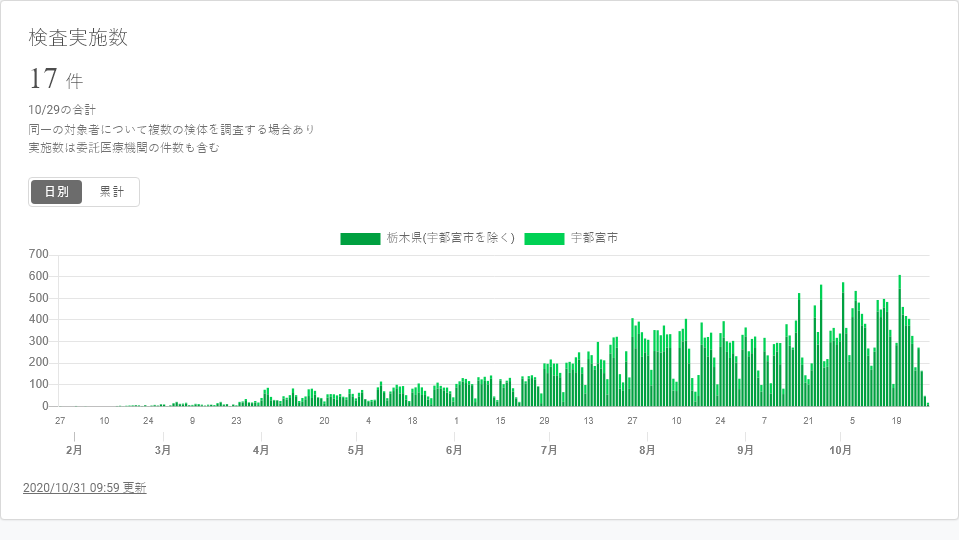 検査実施数
17 件
10/29の合計
同一の対象者について複数の検体を調査する場合あり
実施数は委託医療機関の件数も含む
日別 累計
栃木県(宇都宮市を除く) 宇都宮市
700
600
500
400
300
200
100
0
27 10 24 9 23 6 20 4 18 1 15 29 13 27 10 24 7 21 5 19
2月 3月 4月 5月 6月 7月 8月 9月 10月
2020/10/31 09:59 更新